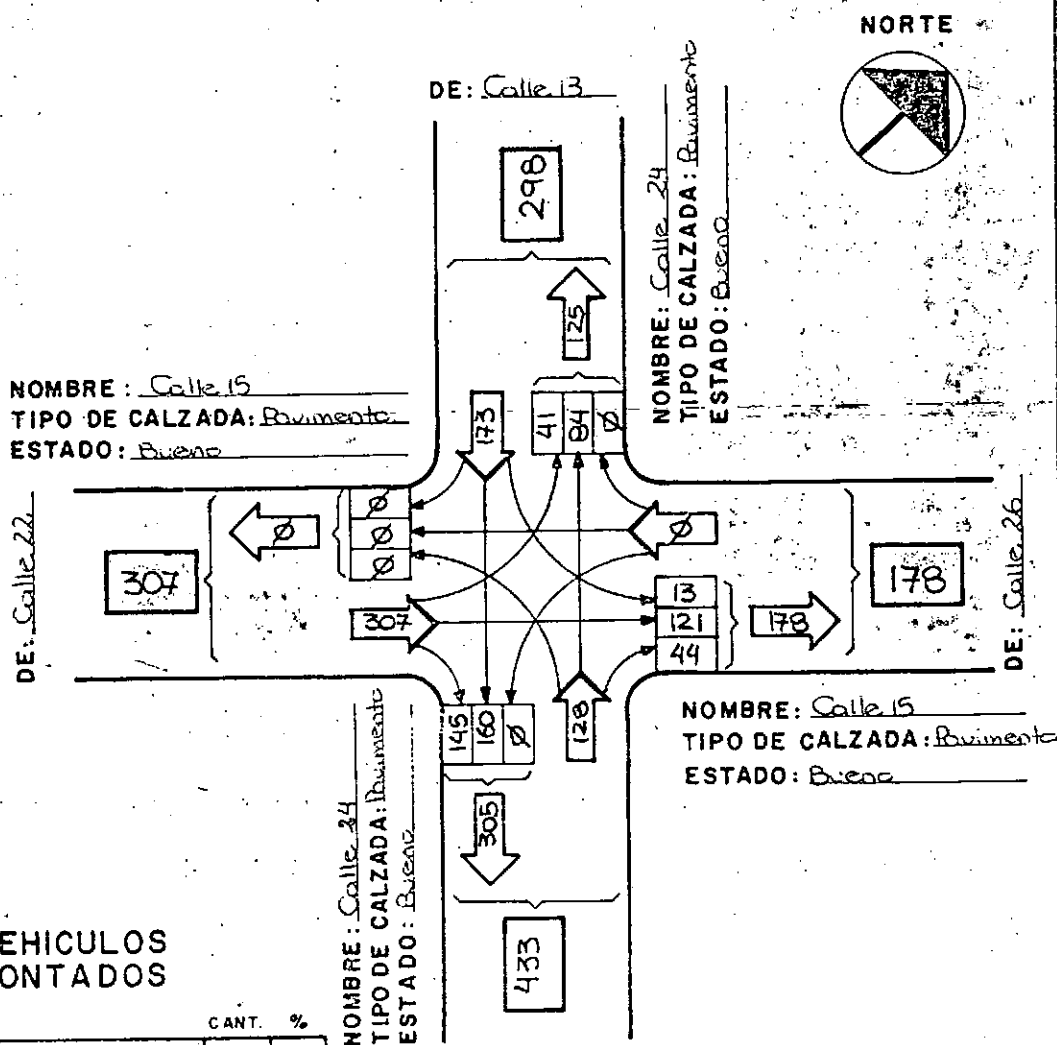 NORTE
DE: Calle 13
298
NOMBRE: Calle 24
TIPO DE CALZADA: Pavimento
ESTADO: Bueno
125
NOMBRE: Calle 15
TIPO DE CALZADA: Pavimento
ESTADO: Bueno
173
41
84
Ø
DE: Calle 22
307
Ø
Ø
Ø
Ø
Ø
307
13
121
44
178
178
DE: Calle 26
145
160
Ø
128
NOMBRE: Calle 15
TIPO DE CALZADA: Pavimento
ESTADO: Bueno
305
NOMBRE: Calle 24
TIPO DE CALZADA: Pavimento
ESTADO: Bueno
433
EHICULOS
ONTADOS
CANT. %